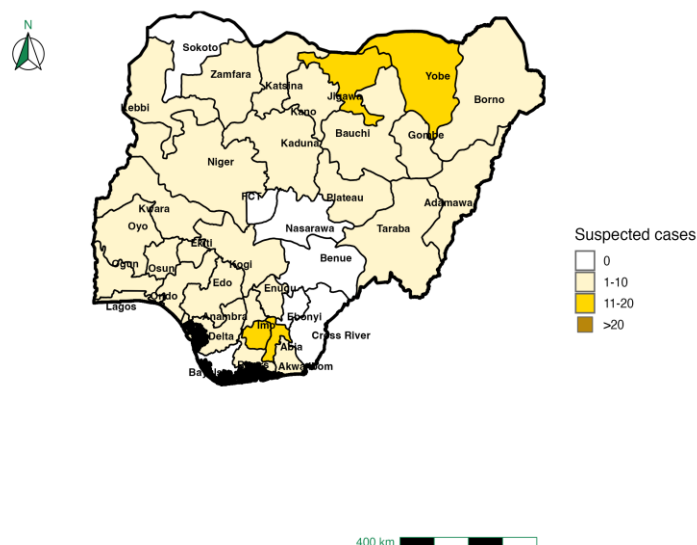 N
Sokoto
Zamfara
Katsina
Yobe
Jigawa
Borno
Kebbi
Kano
Bauchi
Gombe
Kaduna
Niger
FCT
Plateau
Adamawa
Kwara
Nasarawa
Taraba
Oyo
Ekiti
Benue
Ogun
Osun
Kogi
Edo
Enugu
Ondo
Lagos
Anambra
Ebonyi
Imo
Delta
Cross River
Abia
Akwa Ibom
Suspected cases
0
1-10
11-20
>20
400 km